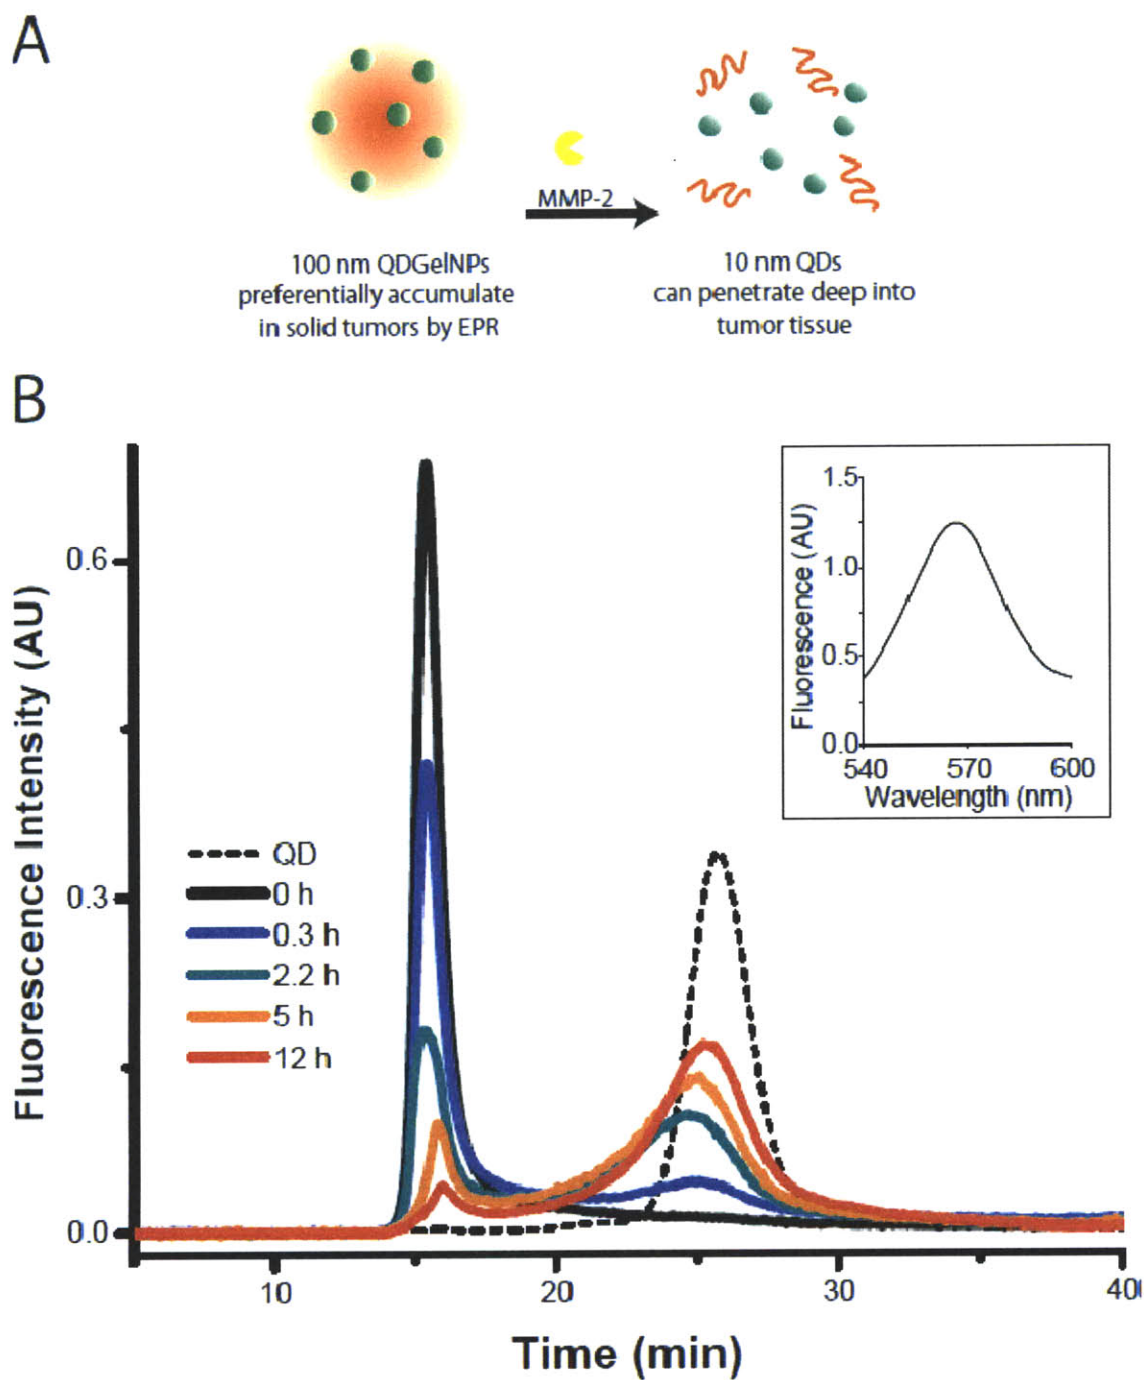 A
MMP-2
100 nm QDGelNPs
preferentially accumulate
in solid tumors by EPR
10 nm QDs
can penetrate deep into
tumor tissue
B
Fluorescence Intensity (AU)
0.6
0.3
0.0
QD
0 h
0.3 h
2.2 h
5 h
12 h
10
20
30
40
Time (min)
Fluorescence (AU)
1.5
1.0
0.5
0.0
540
570
600
Wavelength (nm)